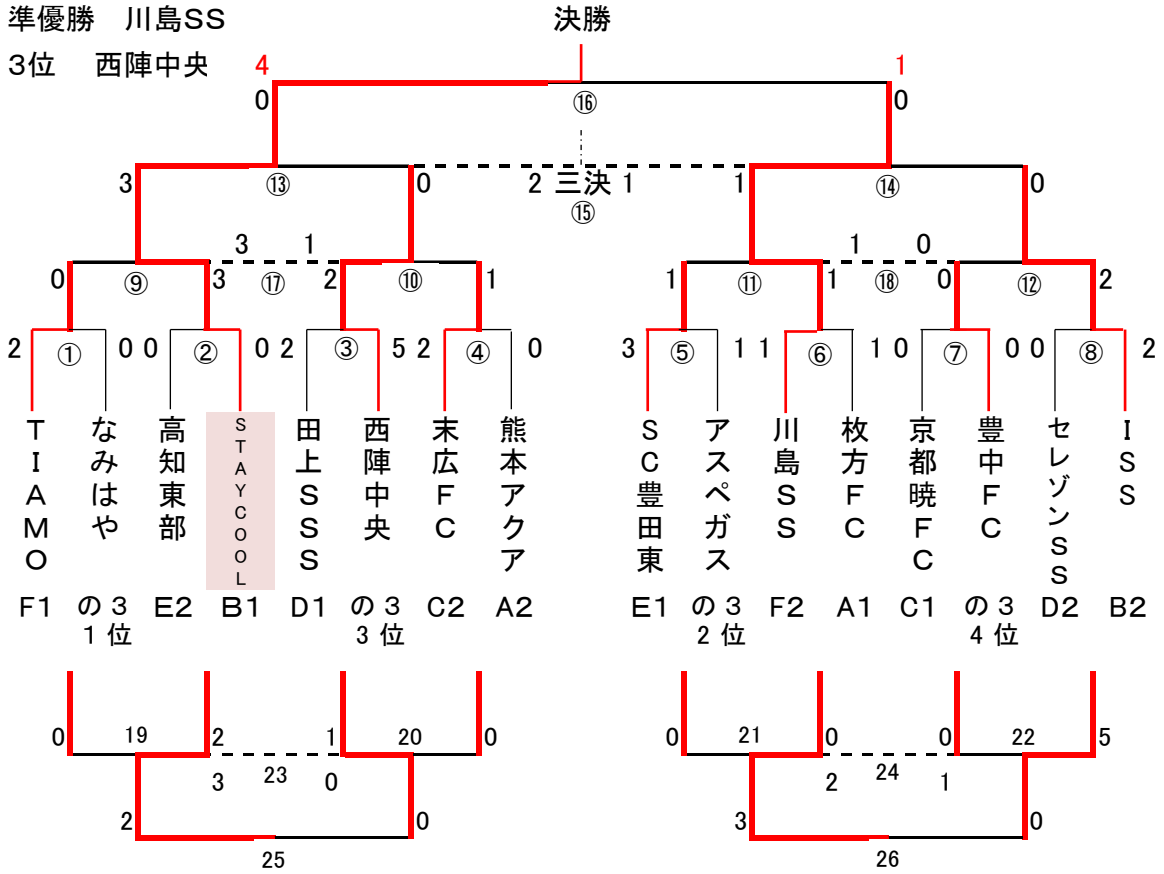 準優勝 川島SS
決勝
3位 西陣中央
4
1
0
⑯
0
3
⑬
0
2
三決
1
1
⑭
0
⑮
3
1
1
0
0
⑨
3
⑰
2
⑩
1
1
⑪
1
⑱
0
⑫
2
2
①
0
0
②
0
2
③
5
2
④
0
3
⑤
1
1
⑥
1
0
⑦
0
0
⑧
2
TIAMO
なみはや
高知東部
STAYCOOL
田上SSS
西陣中央
末広FC
熊本アクア
SC豊田東
アスペガス
川島SS
枚方FC
京都暁FC
豊中FC
セレゾンSS
ISS
F1
3位の1
E2
B1
D1
3位の3
C2
A2
E1
3位の2
F2
A1
C1
3位の4
D2
B2
0
19
2
1
20
0
0
21
0
0
22
5
3
23
0
2
24
1
2
0
3
0
25
26